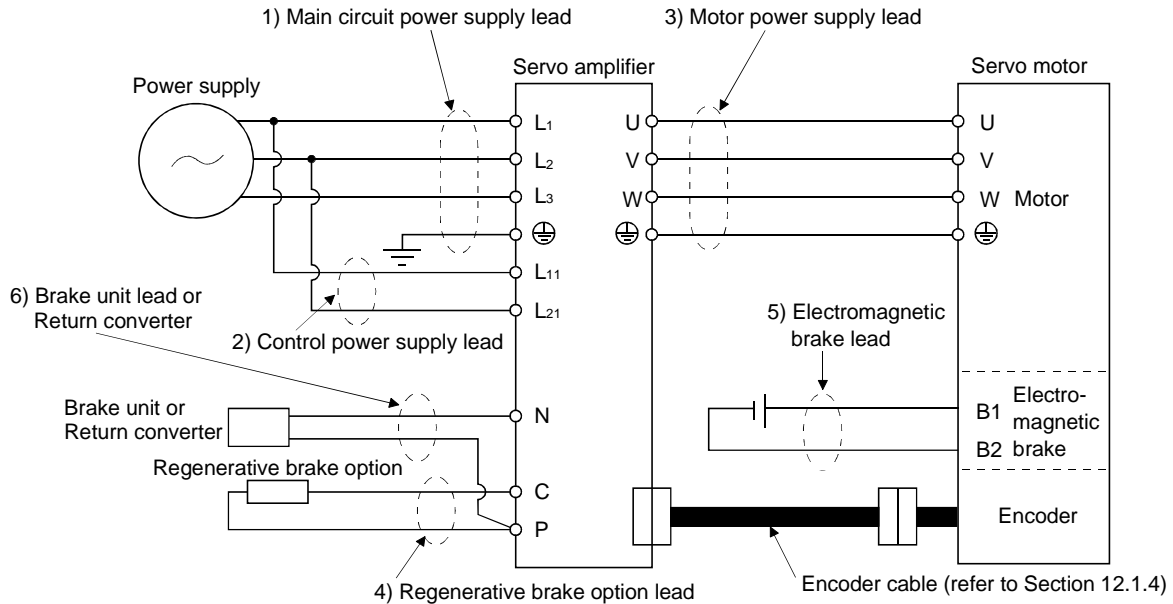 1) Main circuit power supply lead
3) Motor power supply lead
Servo amplifier
Servo motor
Power supply
L1
U
U
L2
V
V
L3
W
W Motor
L11
6) Brake unit lead or
Return converter
L21
2) Control power supply lead
5) Electromagnetic
brake lead
Brake unit or
Return converter
N
B1
B2
Electro-
magnetic
brake
Regenerative brake option
C
P
Encoder
4) Regenerative brake option lead
Encoder cable (refer to Section 12.1.4)